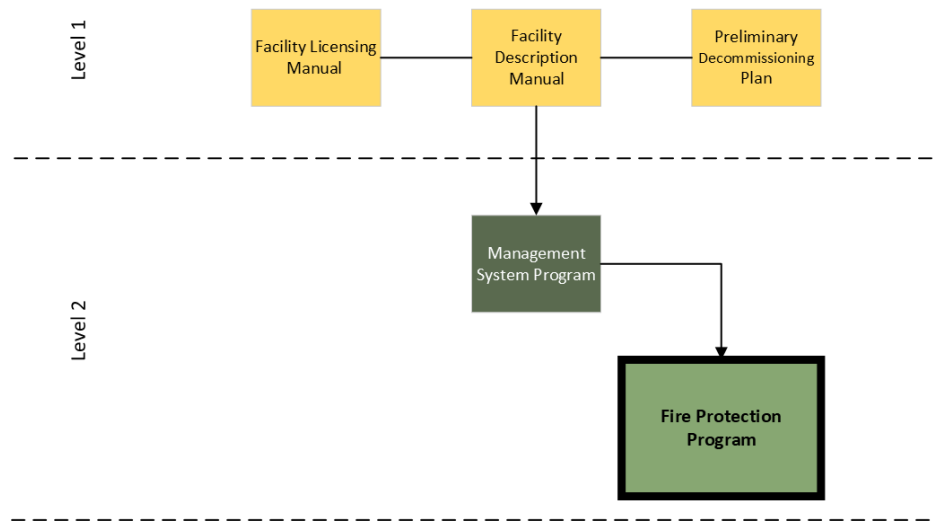 Level 1
Facility Licensing
Manual
Facility
Description
Manual
Preliminary
Decommissioning
Plan
Level 2
Management
System Program
Fire Protection
Program